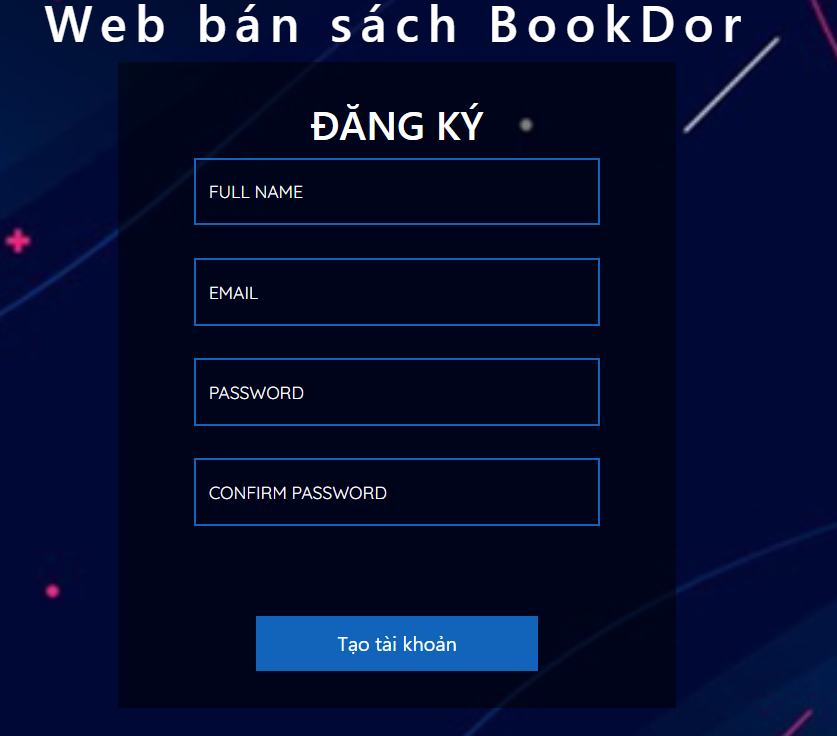 Web bán sách BookDor
ĐĂNG KÝ
FULL NAME
EMAIL
PASSWORD
CONFIRM PASSWORD
Tạo tài khoản